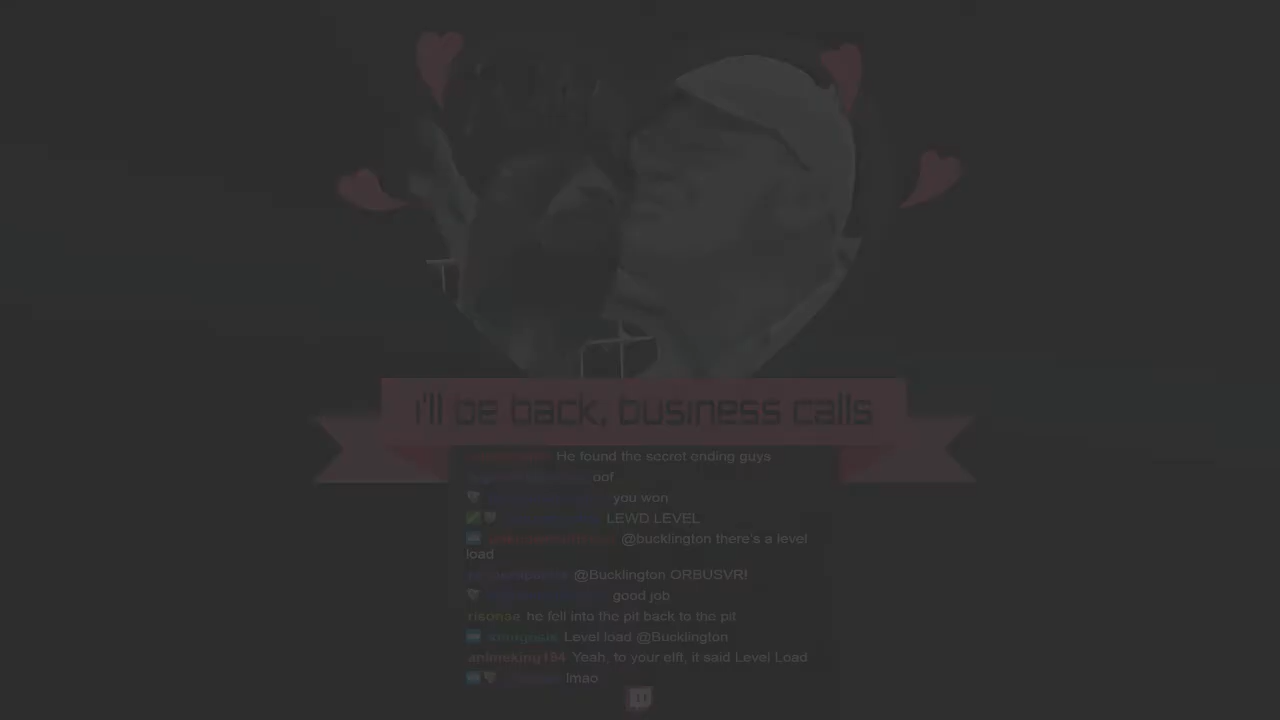 i'll be back, business calls
He found the secret ending guys
oof
you won
LEWD LEVEL
@bucklington there's a level
load
@Bucklington ORBUSVR!
good job
risonae he fell into the pit back to the pit
Level load @Bucklington
animeking154 Yeah, to your elft, it said Level Load
lmao